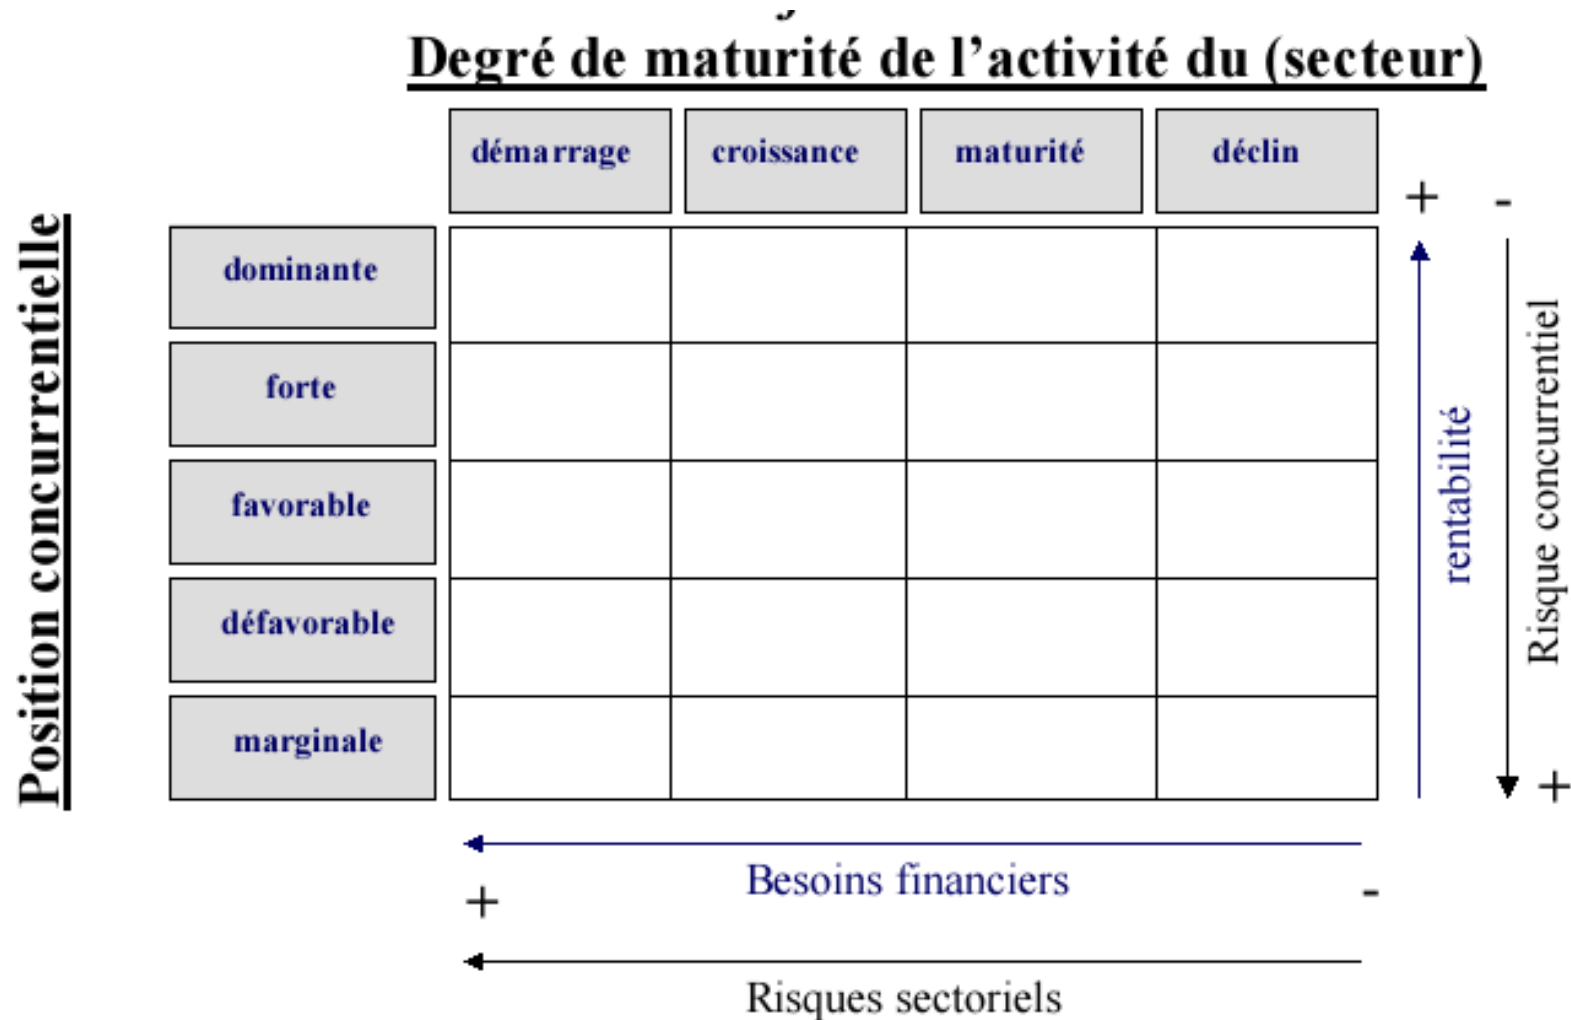 Degré de maturité de l’activité du (secteur)
démarrage
croissance
maturité
déclin
+
-
Position concurrentielle
dominante
forte
favorable
défavorable
marginale
rentabilité
Risque concurrentiel
+
Besoins financiers
+
-
Risques sectoriels